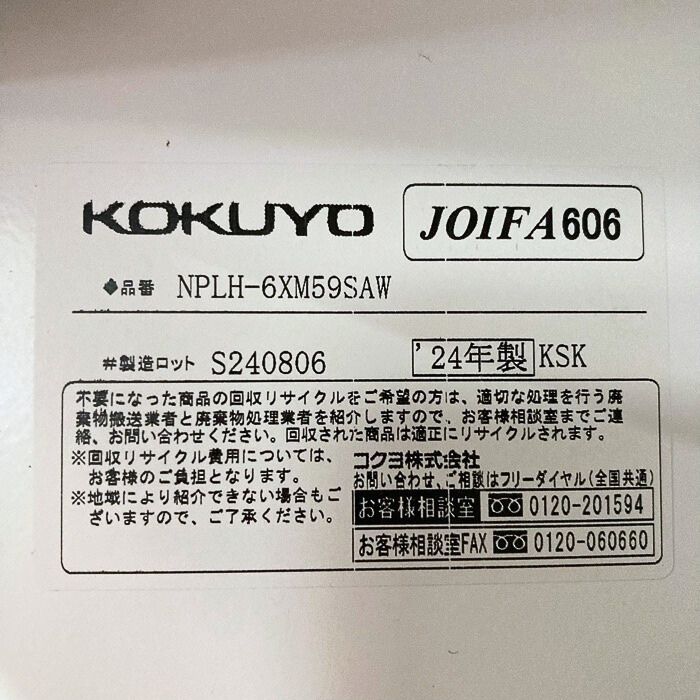 KOKUYO JOIFA606
◆品番 NPLH-6XM59SAW
#製造ロット S240806 '24年製 KSK
不要になった商品の回収リサイクルをご希望の方は、適切な処理を行う廃
棄物搬送業者と廃棄物処理業者を紹介しますので、お客様相談室までご連
絡、お問い合わせください。回収された商品は適正にリサイクルされます。
※回収リサイクル費用については、
お客様のご負担となります。
※地域により紹介できない場合もご
ざいますので、ご了承ください。
コクヨ株式会社
お問い合わせ、ご相談はフリーダイヤル(全国共通)
お客様相談室 0120-201594
お客様相談室FAX 0120-060660